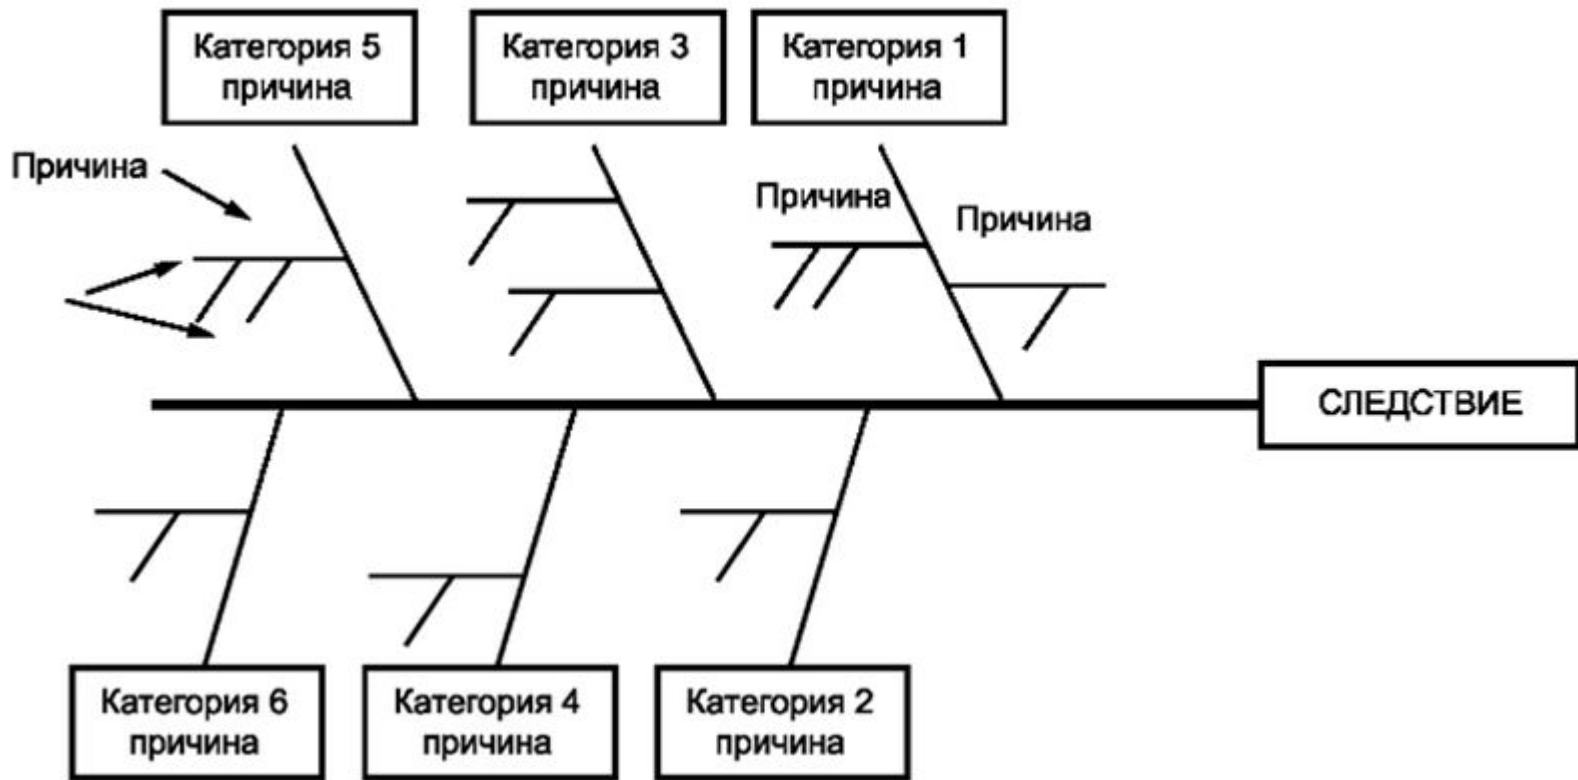 Категория 5
причина
Категория 3
причина
Категория 1
причина
Причина
Причина
Причина
СЛЕДСТВИЕ
Категория 6
причина
Категория 4
причина
Категория 2
причина